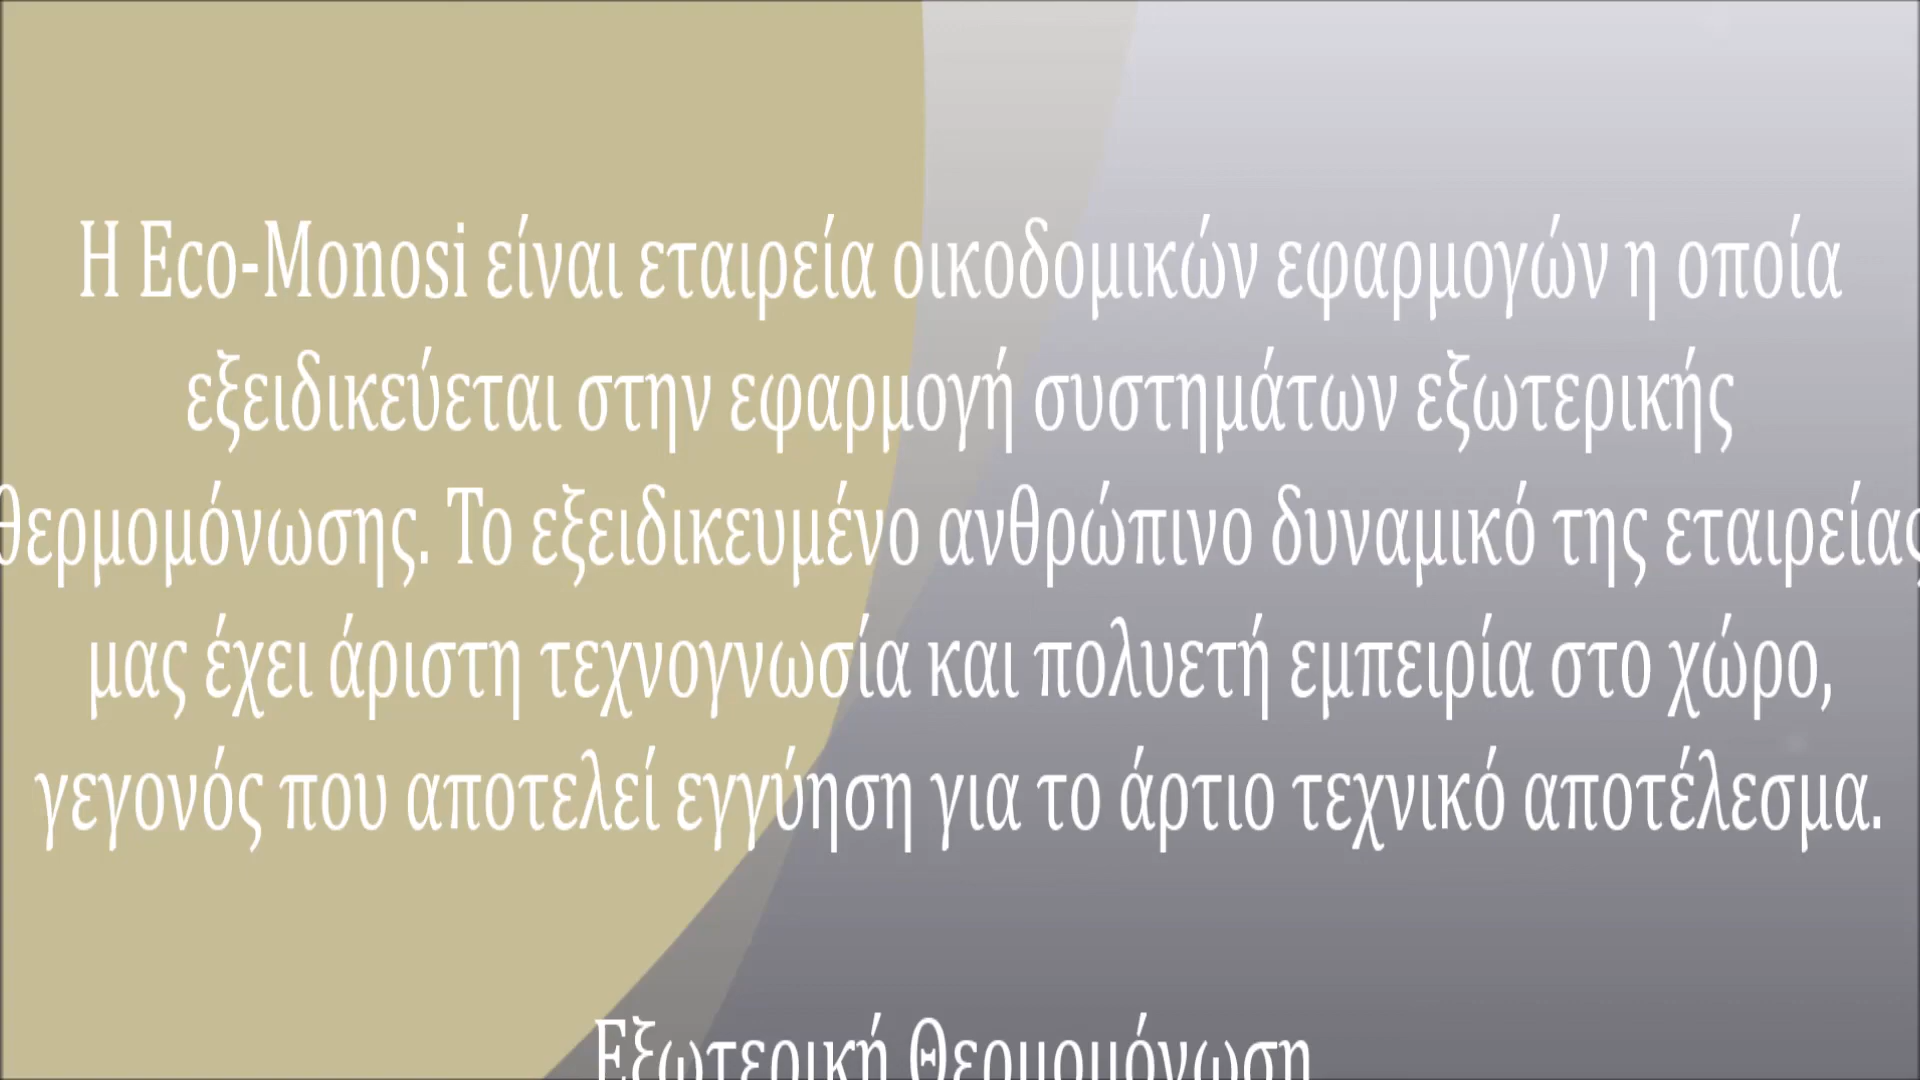 Η Eco-Monosi είναι εταιρεία οικοδομικών εφαρμογών η οποία
εξειδικεύεται στην εφαρμογή συστημάτων εξωτερικής
θερμομόνωσης. Το εξειδικευμένο ανθρώπινο δυναμικό της εταιρείας
μας έχει άριστη τεχνογνωσία και πολυετή εμπειρία στο χώρο,
γεγονός που αποτελεί εγγύηση για το άρτιο τεχνικό αποτέλεσμα.
Εξωτερική Θερμομόνωση